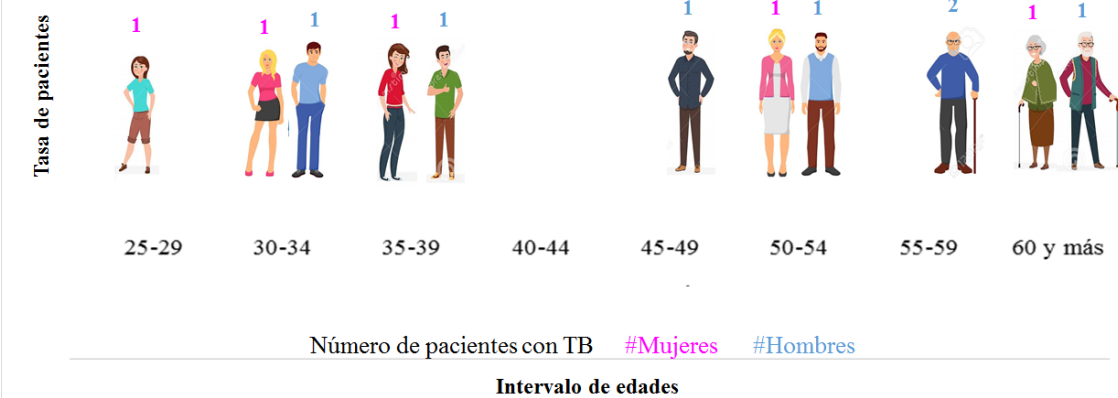 1 1 1 1 1 1 1 1 2 1 1
Tasa de pacientes
25-29 30-34 35-39 40-44 45-49 50-54 55-59 60 y más
Número de pacientes con TB #Mujeres #Hombres
Intervalo de edades